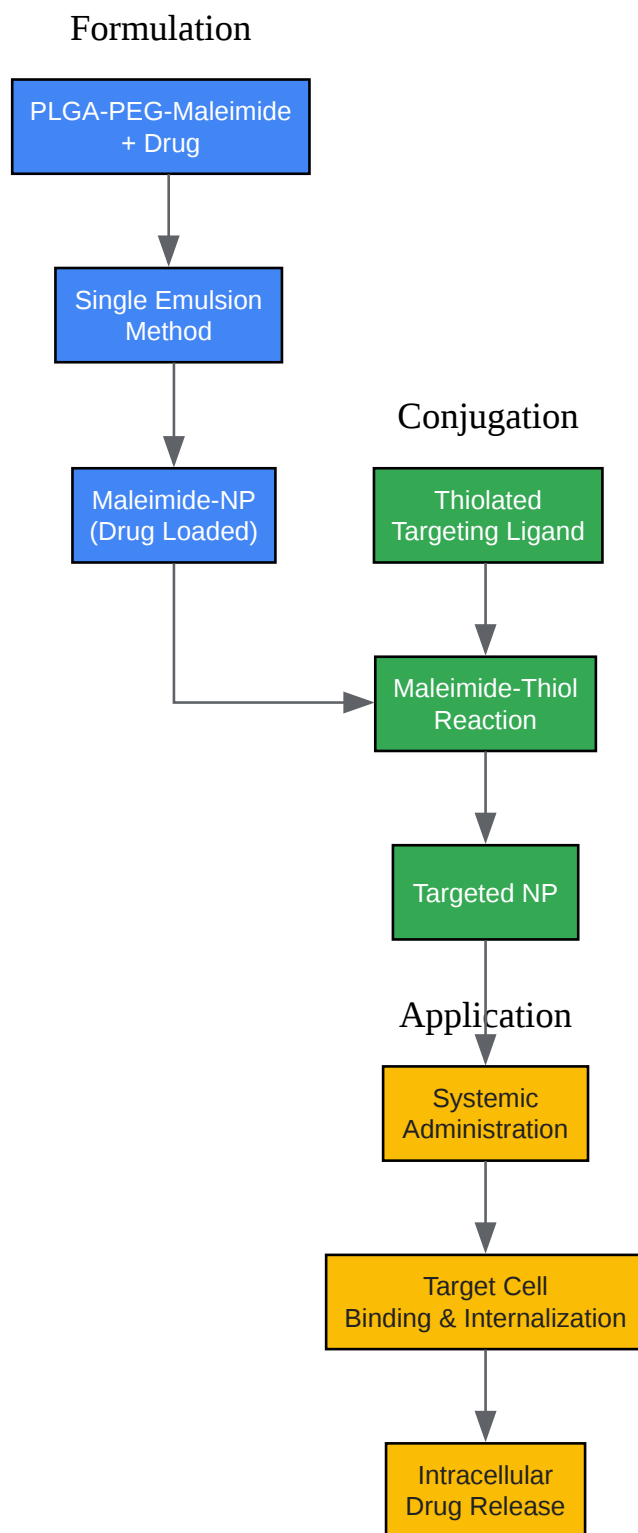 Formulation
PLGA-PEG-Maleimide
+ Drug
Single Emulsion
Method
Maleimide-NP
(Drug Loaded)
Conjugation
Thiolated
Targeting Ligand
Maleimide-Thiol
Reaction
Targeted NP
Application
Systemic
Administration
Target Cell
Binding & Internalization
Intracellular
Drug Release